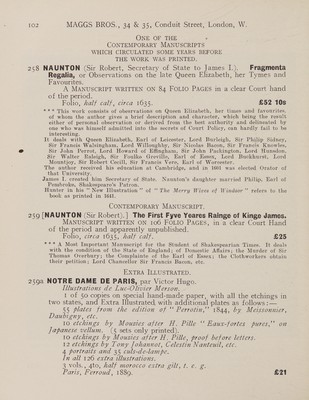 102 MAGGS BROS., 34 & 35, Conduit Street, London, W.
ONE OF THE
CONTEMPORARY MANUSCRIPTS
WHICH CIRCULATED SOME YEARS BEFORE
THE WORK WAS PRINTED.
258 NAUNTON (Sir Robert, Secretary of State to James I.). Fragmenta
Regalia, or Observations on the late Queen Elizabeth, her Tymes and
Favourites.
A MANUSCRIPT WRITTEN ON 84 FOLIO PAGES in a clear Court hand
of the period.
Folio, half calf, circa 1635. £52 10s
*** This work consists of observations on Queen Elizabeth, her times and favourites,
of whom the author gives a brief description and character, which being the result
either of personal observation or derived from the best authority and delineated by
one who was himself admitted into the secrets of Court Policy, can hardly fail to be
interesting.
It deals with Queen Elizabeth, Earl of Leicester, Lord Burleigh, Sir Philip Sidney,
Sir Francis Walsingham, Lord Willoughby, Sir Nicolas Bacon, Sir Francis Knowles,
Sir John Perrot, Lord Howard of Effingham, Sir John Packington, Lord Hunsdon,
Sir Walter Raleigh, Sir Foulke Greville, Earl of Essex, Lord Buckhurst, Lord
Mountjoy, Sir Robert Cecill, Sir Francis Vere, Earl of Worcester.
The author received his education at Cambridge, and in 1601 was elected Orator of
that University.
James I. created him Secretary of State. Naunton's daughter married Philip, Earl of
Pembroke, Shakespeare's Patron.
Hunter in his "New Illustration" of "The Merry Wives of Windsor" refers to the
book as printed in 1641.
CONTEMPORARY MANUSCRIPT.
259 [NAUNTON (Sir Robert).] The First Fyve Yeares Rainge of Kinge James.
MANUSCRIPT WRITTEN ON 106 FOLIO PAGES, in a clear Court Hand
of the period and apparently unpublished.
Folio, circa 1635, half calf. £25
*** A Most Important Manuscript for the Student of Shakespearian Times. It deals
with the condition of State of England; of Domestic Affairs; the Murder of Sir
Thomas Overbury; the Complainte of the Earl of Essex; the Clothworkers obtain
their petition; Lord Chancellor Sir Francis Bacon, etc.
EXTRA ILLUSTRATED.
259a NOTRE DAME DE PARIS, par Victor Hugo.
Illustrations de Luc-Olivier Merson.
1 of 50 copies on special hand-made paper, with all the etchings in
two states, and Extra Illustrated with additional plates as follows:—
55 plates from the edition of "Perrotin," 1844, by Meissonnier,
Daubigny, etc.
10 etchings by Mousies after H. Pille "Eaux-fortes pures," on
Japanese vellum. (5 sets only printed).
10 etchings by Mousies after H. Pille, proof before letters.
12 etchings by Tony Johannot, Celestin Nanteuil, etc.
4 portraits and 35 culs-de-lampe.
In all 126 extra illustrations.
3 vols., 4to, half morocco extra gilt, t. e. g.
Paris, Ferroud, 1889. £21